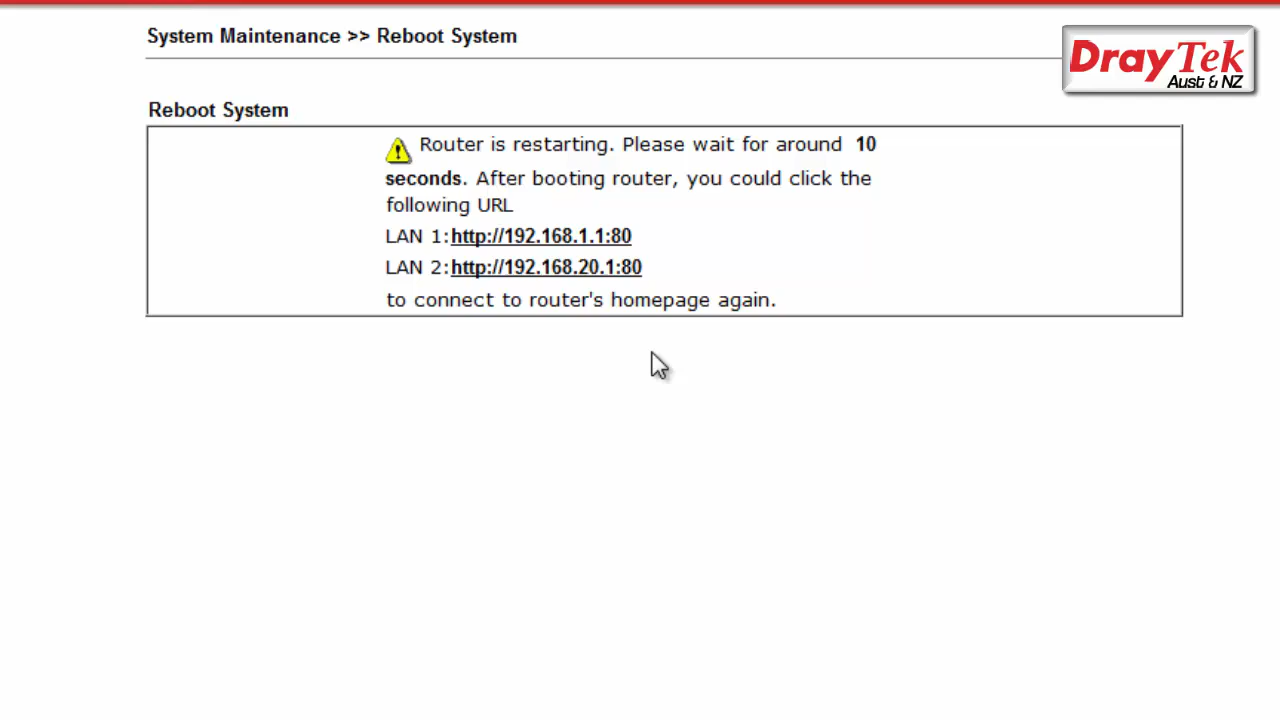 System Maintenance >> Reboot System
DrayTek
Aust & NZ
Reboot System
Router is restarting. Please wait for around 10
seconds. After booting router, you could click the
following URL
LAN 1:http://192.168.1.1:80
LAN 2:http://192.168.20.1:80
to connect to router's homepage again.